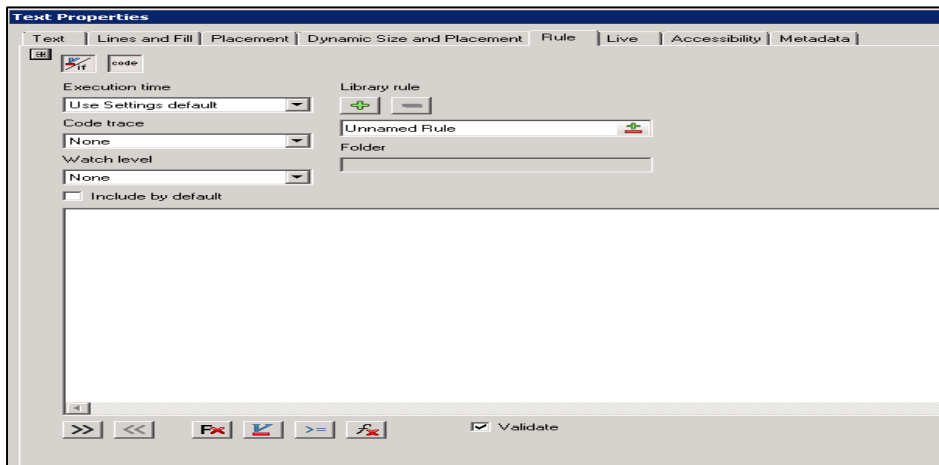 Text Properties
Text Lines and Fill Placement Dynamic Size and Placement Rule Live Accessibility Metadata
if code
Execution time Library rule
Use Settings default
Code trace Unnamed Rule
None Folder
Watch level
None
Include by default
>> << >= Validate